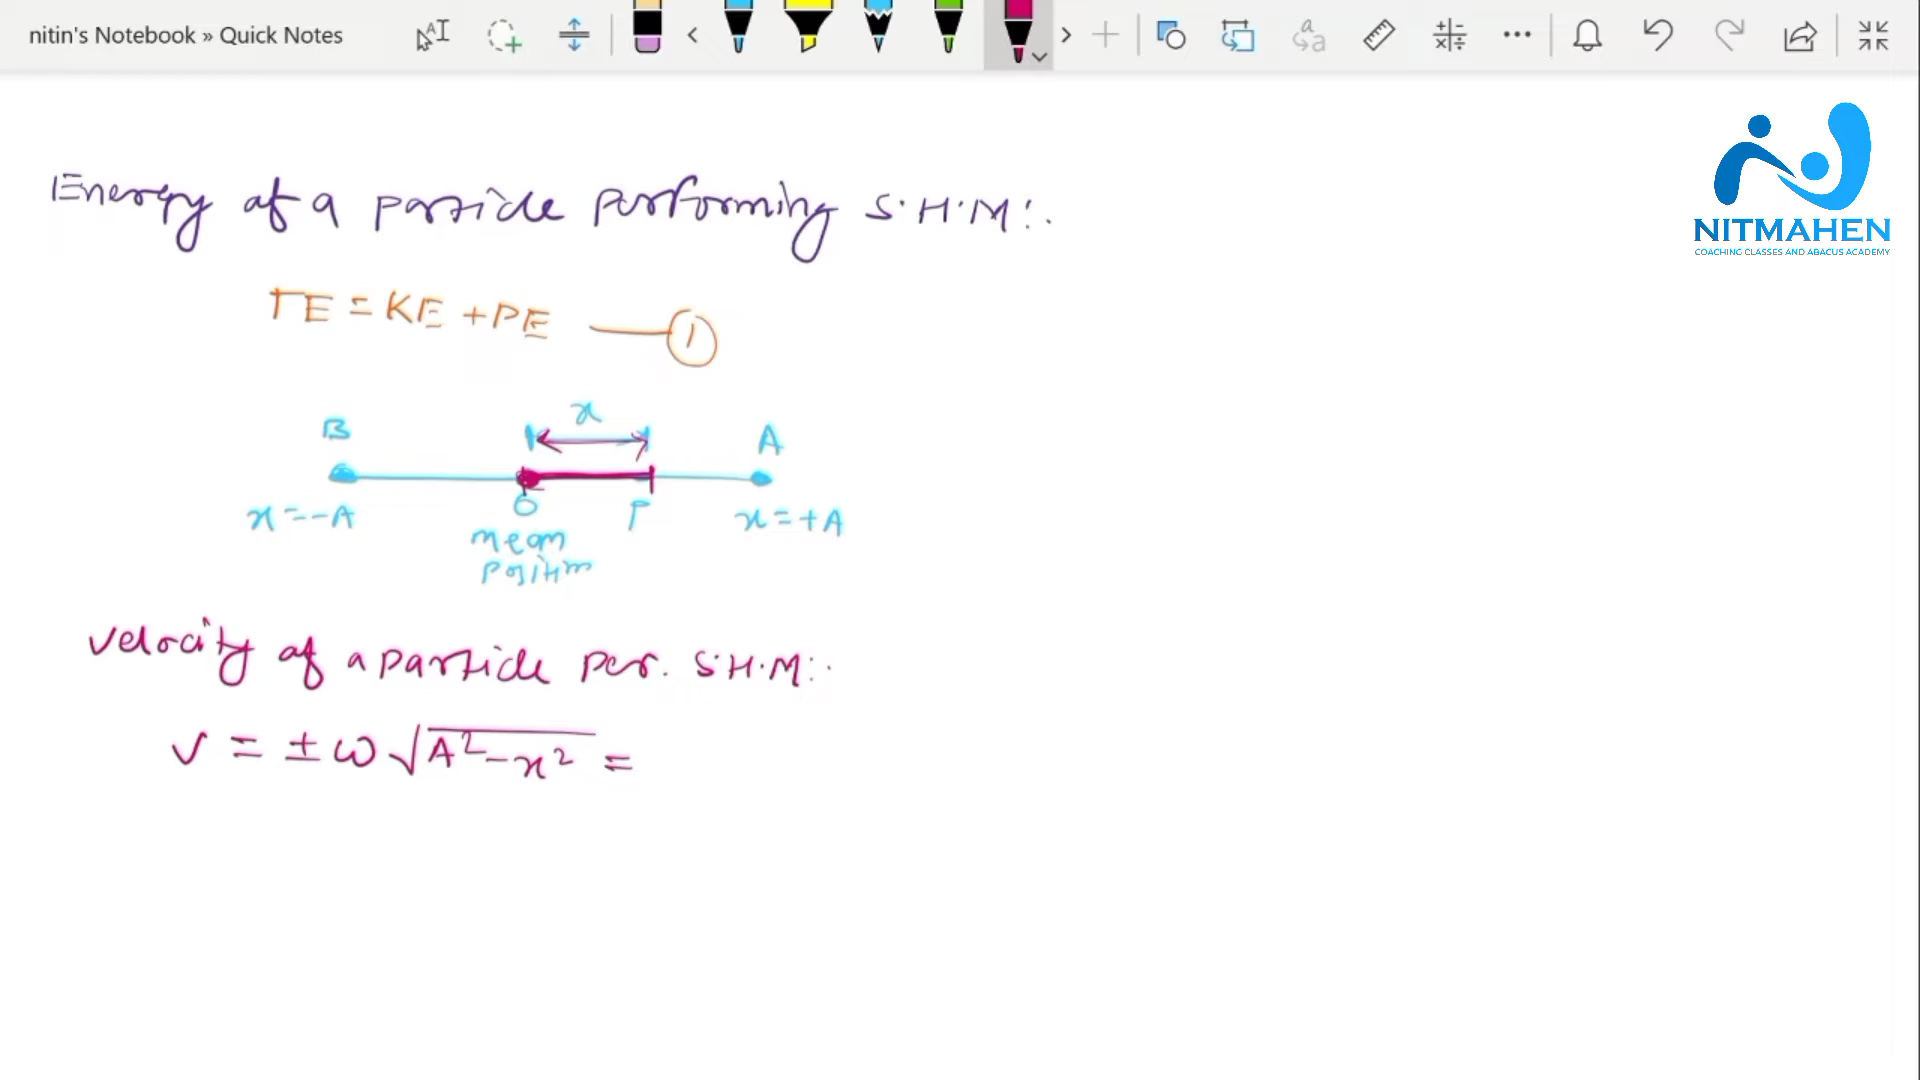 nitin's Notebook » Quick Notes
NITMAHEN
COACHING CLASSES AND ABACUS ACADEMY
Energy of a particle performing S.H.M:.
TE = KE + PE — 1
x
B A
O P
x = -A x = +A
mean
position
velocity of a particle per. S.H.M:.
v = ± ω √A² - x² =